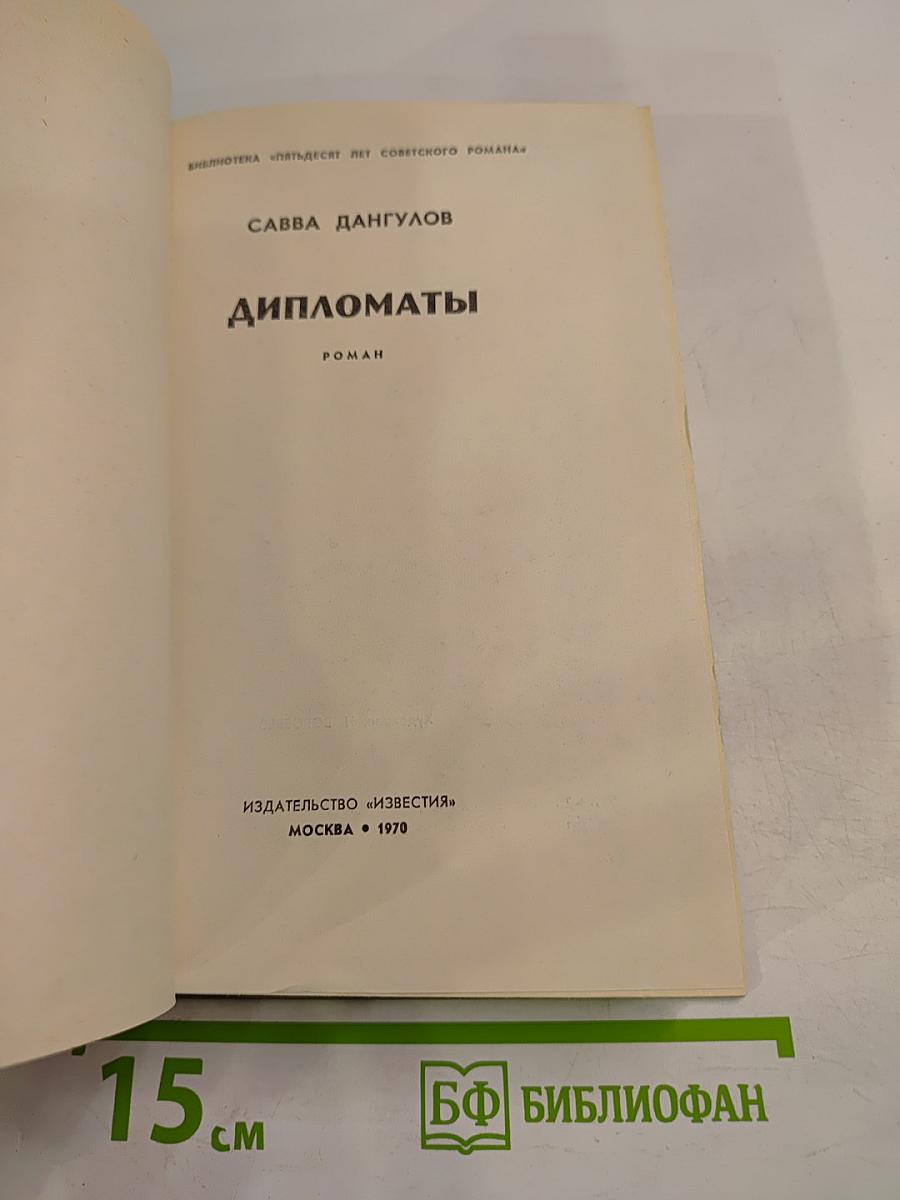 БИБЛИОТЕКА «ПЯТЬДЕСЯТ ЛЕТ СОВЕТСКОГО РОМАНА»
САВВА ДАНГУЛОВ
ДИПЛОМАТЫ
РОМАН
ИЗДАТЕЛЬСТВО «ИЗВЕСТИЯ»
МОСКВА • 1970
15 см
БФ БИБЛИОФАН